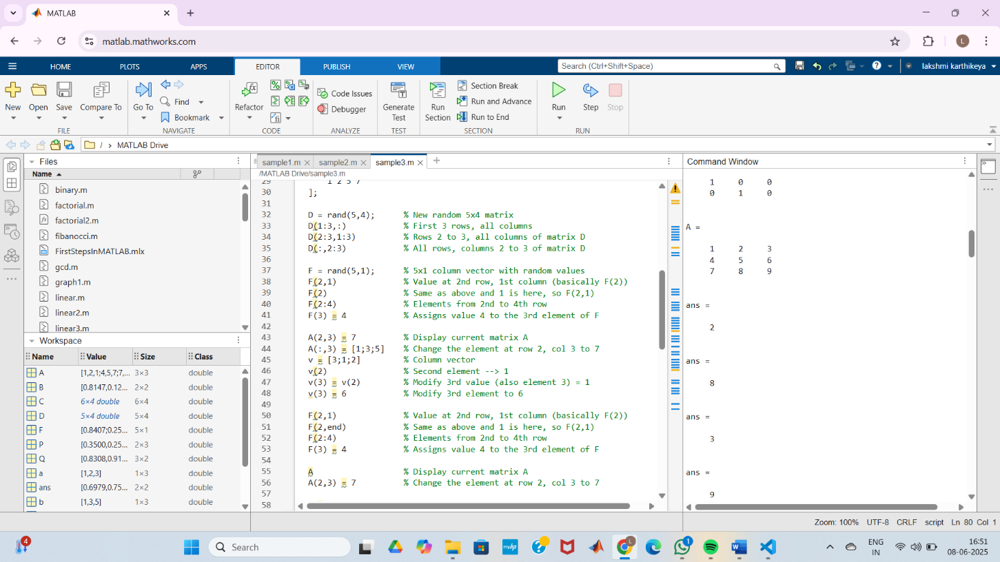 MATLAB
matlab.mathworks.com
L
HOME PLOTS APPS EDITOR PUBLISH VIEW Search (Ctrl+Shift+Space) lakshmi karthikeya
New Open Save Compare To Go To Find Bookmark Refactor Code Issues Debugger Generate Test Run Section Section Break Run and Advance Run to End Run Step Stop
FILE NAVIGATE CODE ANALYZE TEST SECTION RUN
/ › MATLAB Drive
Files
Name
binary.m
factorial.m
factorial2.m
fibanocci.m
FirstStepsInMATLAB.mlx
gcd.m
graph1.m
linear.m
linear2.m
linear3.m
Workspace
Name Value Size Class
A [1,2,1;4,5,7;7,... 3×3 double
B [0.8147,0.12... 2×2 double
C 6×4 double 6×4 double
D 5×4 double 5×4 double
F [0.8407;0.25... 5×1 double
P [0.3500,0.25... 2×3 double
Q [0.8308,0.91... 3×2 double
a [1,2,3] 1×3 double
ans [0.6979,0.75... 2×2 double
b [1,3,5] 1×3 double
sample1.m sample2.m sample3.m
/MATLAB Drive/sample3.m
29 1 2 5 7
30 ];
31
32 D = rand(5,4); % New random 5x4 matrix
33 D(1:3,:) % First 3 rows, all columns
34 D(2:3,1:3) % Rows 2 to 3, all columns of matrix D
35 D(:,2:3) % All rows, columns 2 to 3 of matrix D
36
37 F = rand(5,1); % 5x1 column vector with random values
38 F(2,1) % Value at 2nd row, 1st column (basically F(2))
39 F(2) % Same as above and 1 is here, so F(2,1)
40 F(2:4) % Elements from 2nd to 4th row
41 F(3) = 4 % Assigns value 4 to the 3rd element of F
42
43 A(2,3) = 7 % Display current matrix A
44 A(:,3) = [1;3;5] % Change the element at row 2, col 3 to 7
45 v = [3;1;2] % Column vector
46 v(2) % Second element --> 1
47 v(3) = v(2) % Modify 3rd value (also element 3) = 1
48 v(3) = 6 % Modify 3rd element to 6
49
50 F(2,1) % Value at 2nd row, 1st column (basically F(2))
51 F(2,end) % Same as above and 1 is here, so F(2,1)
52 F(2:4) % Elements from 2nd to 4th row
53 F(3) = 4 % Assigns value 4 to the 3rd element of F
54
55 A % Display current matrix A
56 A(2,3) = 7 % Change the element at row 2, col 3 to 7
57
58
Command Window
1 0 0
0 1 0
A =
1 2 3
4 5 6
7 8 9
ans =
2
ans =
8
ans =
3
ans =
9
Zoom: 100% UTF-8 CRLF script Ln 80 Col 1
4
Search
1
ENG
IN
16:51
08-06-2025